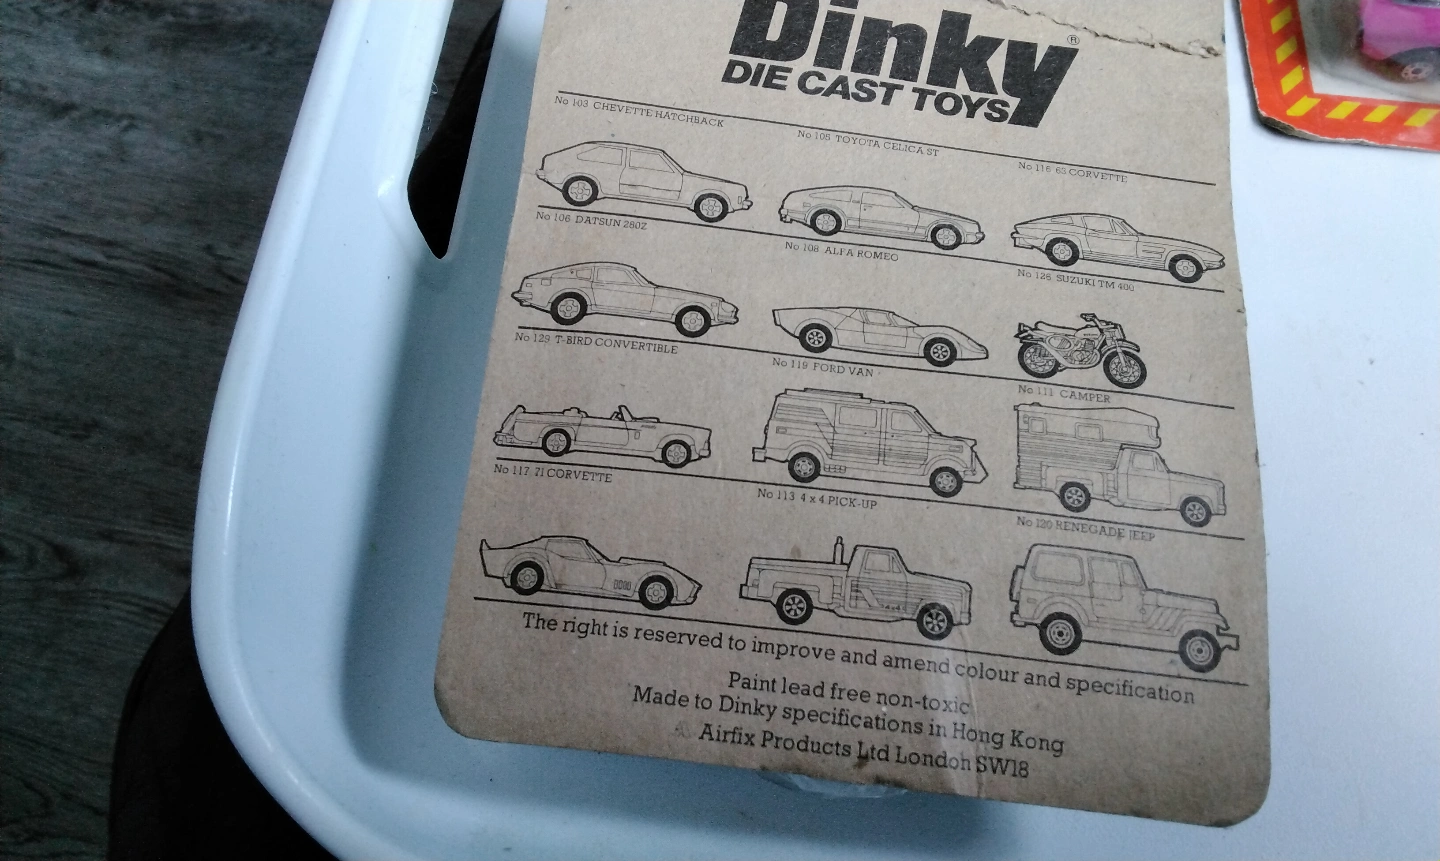 Dinky®
DIE CAST TOYS
No 103 CHEVETTE HATCHBACK
No 105 TOYOTA CELICA ST
No 116 63 CORVETTE
No 106 DATSUN 280Z
No 108 ALFA ROMEO
No 126 SUZUKI TM 400
No 129 T-BIRD CONVERTIBLE
No 119 FORD VAN
No 111 CAMPER
No 117 71 CORVETTE
No 113 4 x 4 PICK-UP
No 120 RENEGADE JEEP
4x4
The right is reserved to improve and amend colour and specification
Paint lead free non-toxic
Made to Dinky specifications in Hong Kong
Airfix Products Ltd London SW18